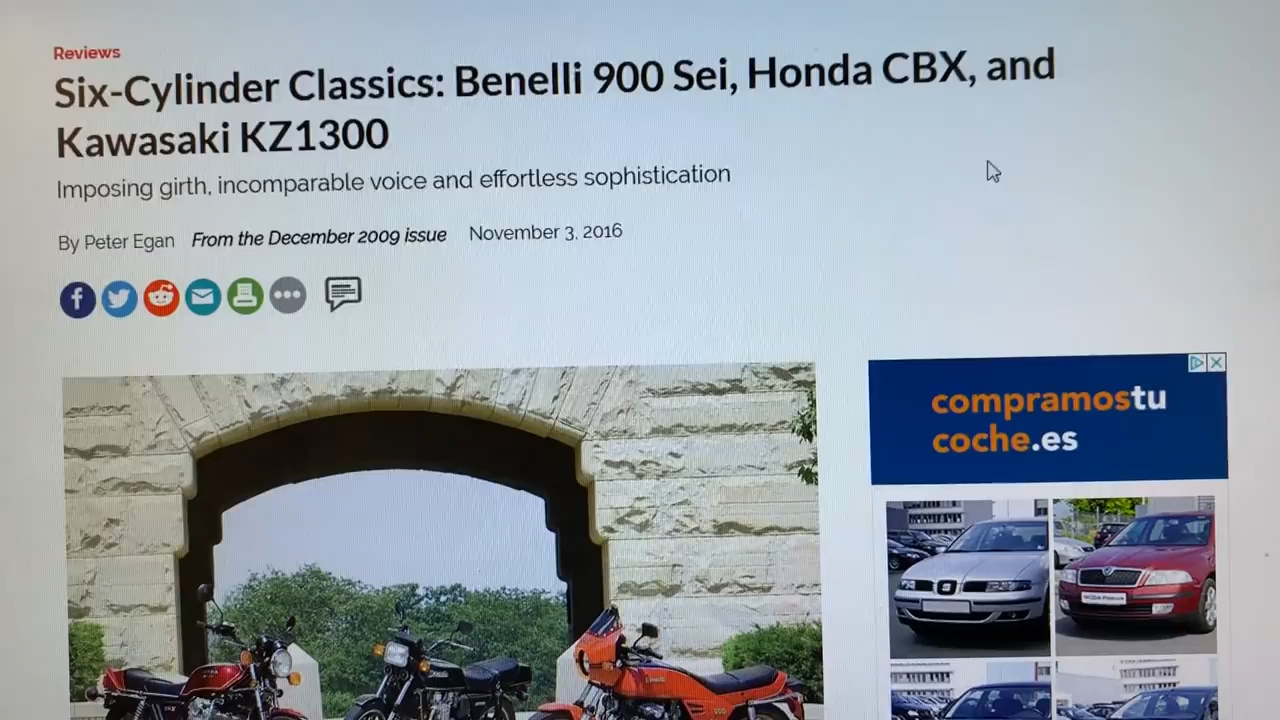 Reviews
Six-Cylinder Classics: Benelli 900 Sei, Honda CBX, and
Kawasaki KZ1300
Imposing girth, incomparable voice and effortless sophistication
By Peter Egan From the December 2009 issue November 3, 2016
compramostu
coche.es